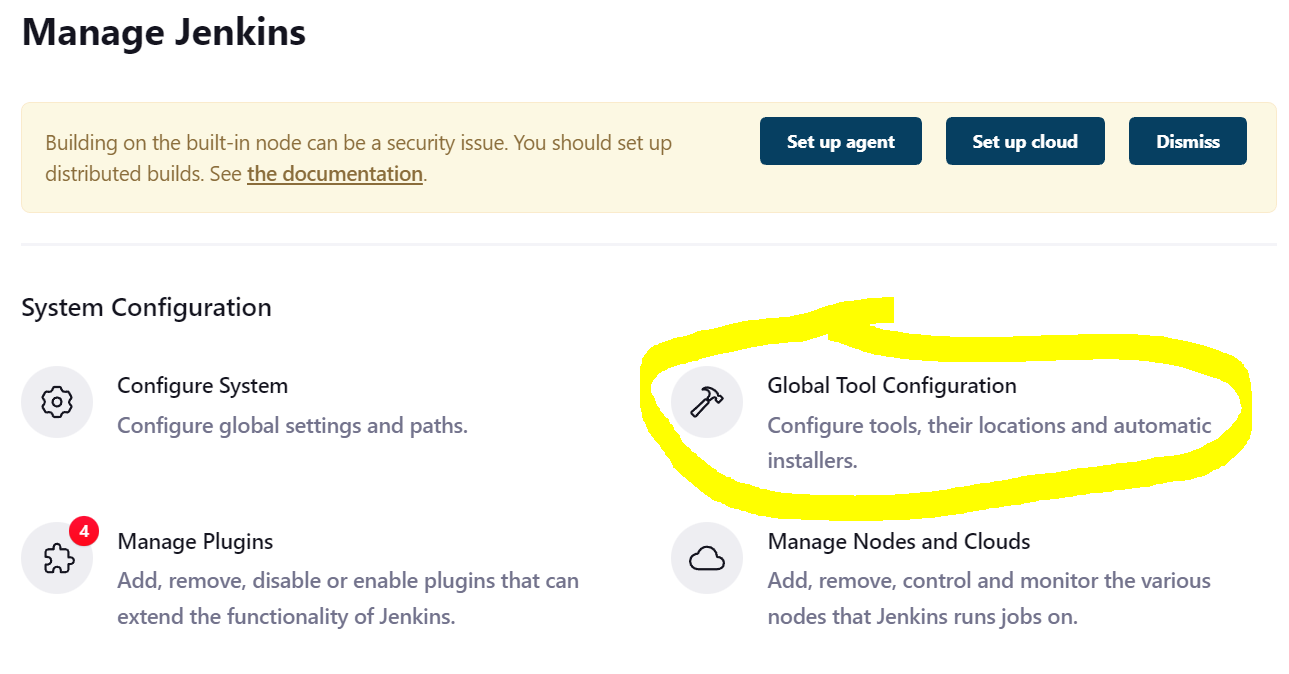 Manage Jenkins
Building on the built-in node can be a security issue. You should set up
distributed builds. See the documentation.
Set up agent
Set up cloud
Dismiss
System Configuration
Configure System
Configure global settings and paths.
Global Tool Configuration
Configure tools, their locations and automatic
installers.
4
Manage Plugins
Add, remove, disable or enable plugins that can
extend the functionality of Jenkins.
Manage Nodes and Clouds
Add, remove, control and monitor the various
nodes that Jenkins runs jobs on.